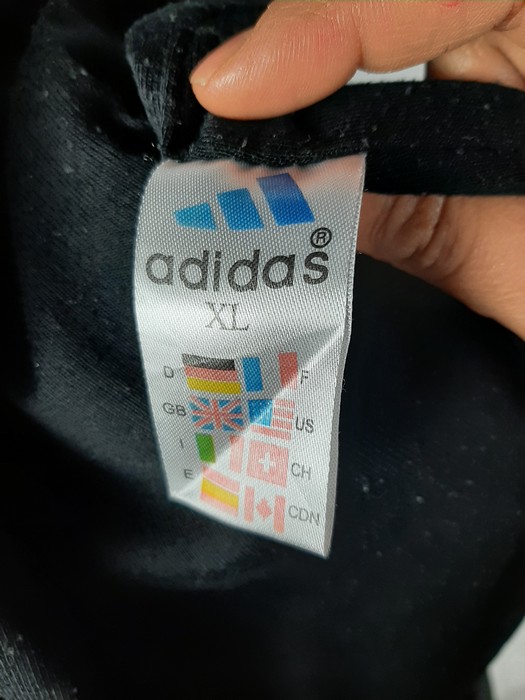 adidas®
XL
D F
GB US
I CH
E CDN